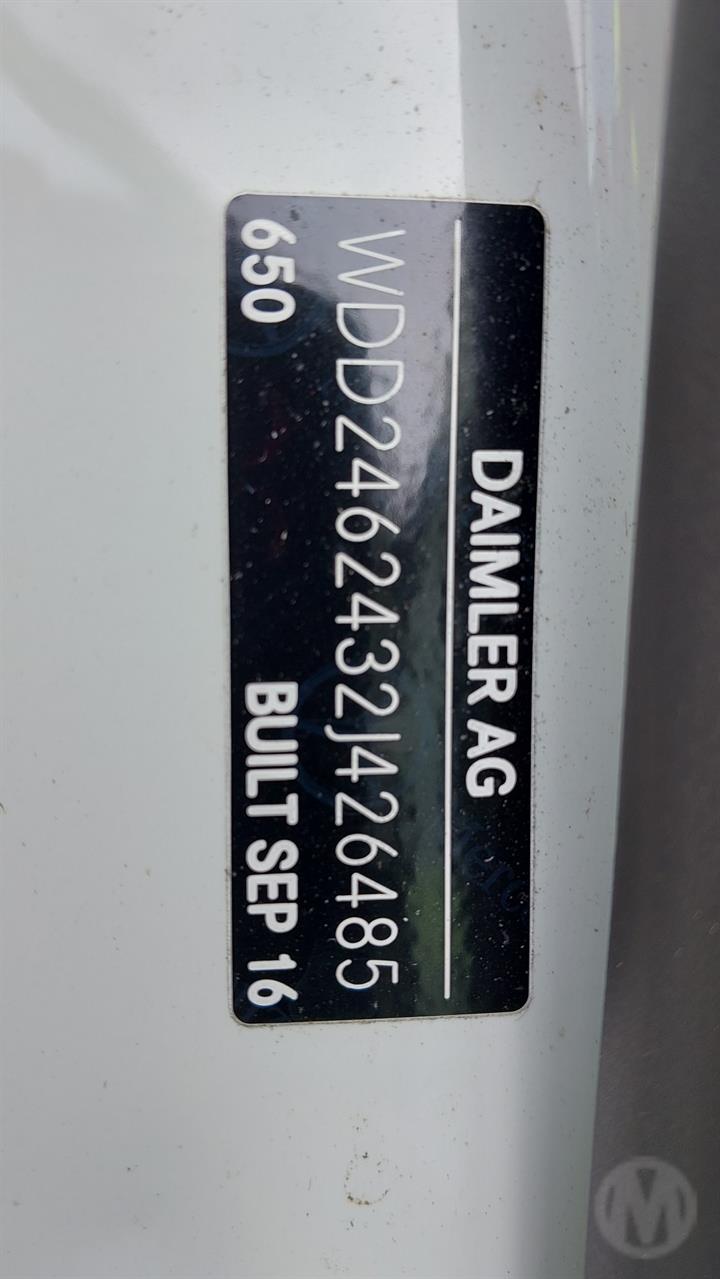 DAIMLER AG
WDD2462432J426485
650 BUILT SEP 16
M